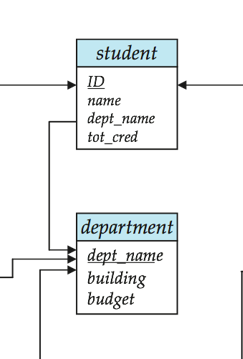 student
ID
name
dept_name
tot_cred
department
dept_name
building
budget